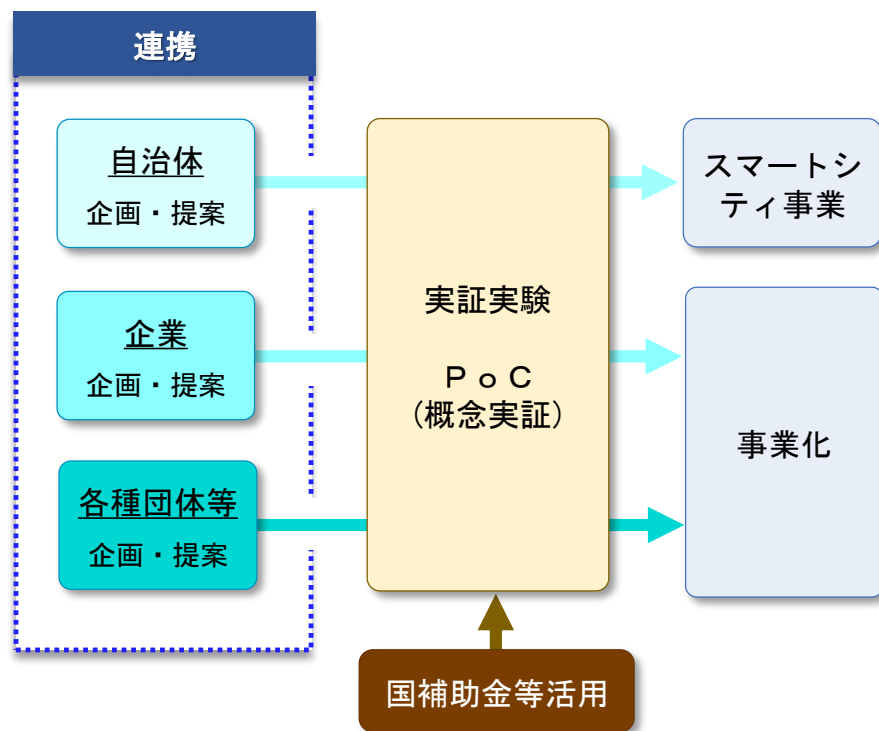 連携
自治体
企画・提案
企業
企画・提案
各種団体等
企画・提案
実証実験
ＰｏＣ
（概念実証）
国補助金等活用
スマートシ
ティ事業
事業化